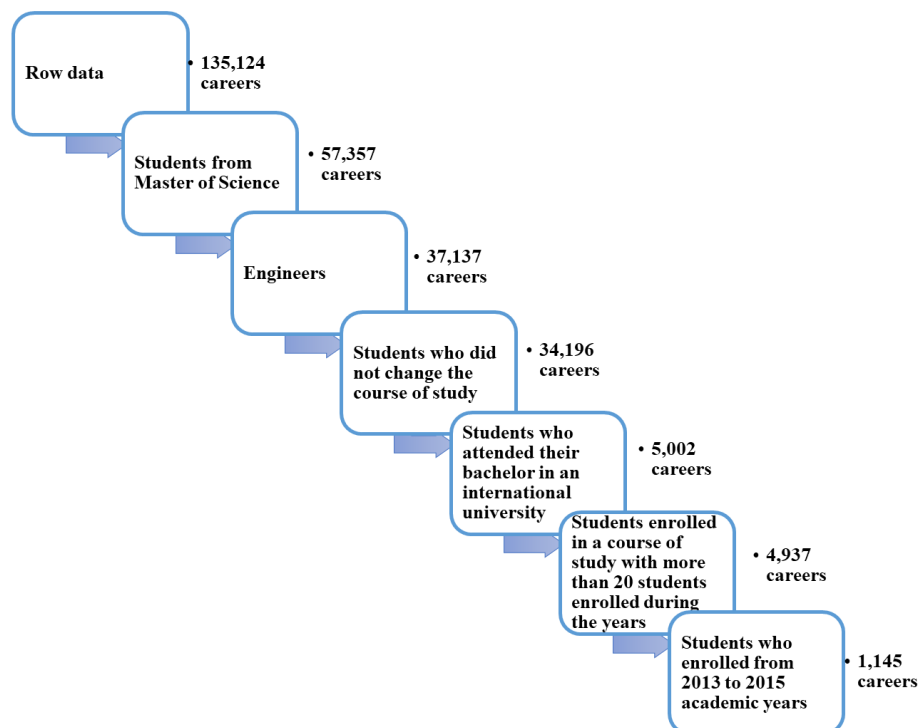 Row data
• 135,124
careers
Students from
Master of Science
• 57,357
careers
Engineers
• 37,137
careers
Students who did
not change the
course of study
• 34,196
careers
Students who
attended their
bachelor in an
international
university
• 5,002
careers
Students enrolled
in a course of
study with more
than 20 students
enrolled during
the years
• 4,937
careers
Students who
enrolled from
2013 to 2015
academic years
• 1,145
careers